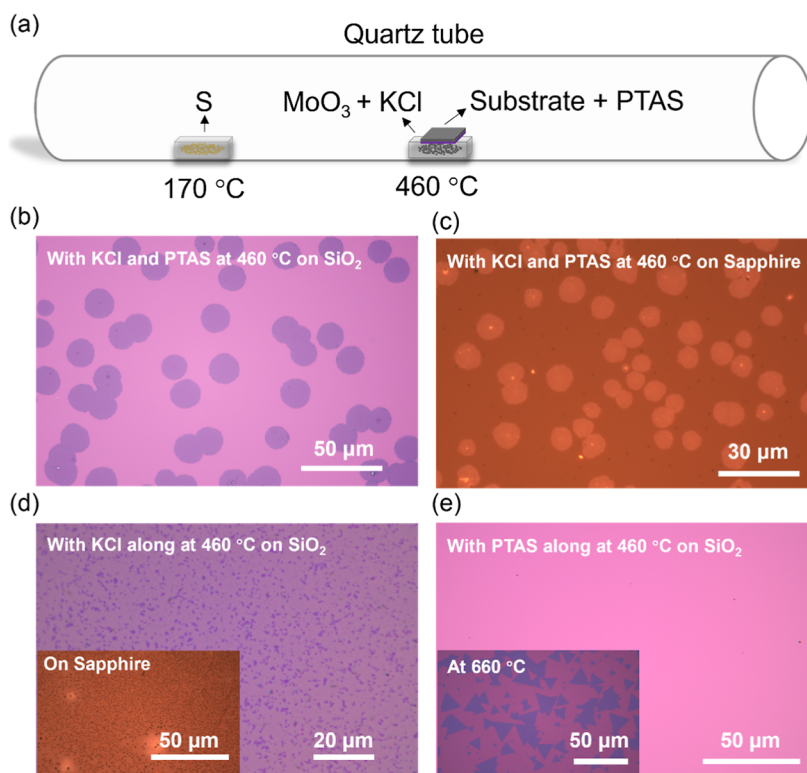 (a)
Quartz tube
S
MoO₃ + KCl
Substrate + PTAS
170 °C
460 °C
(b)
With KCl and PTAS at 460 °C on SiO₂
50 μm
(c)
With KCl and PTAS at 460 °C on Sapphire
30 μm
(d)
With KCl along at 460 °C on SiO₂
On Sapphire
50 μm
20 μm
(e)
With PTAS along at 460 °C on SiO₂
At 660 °C
50 μm
50 μm